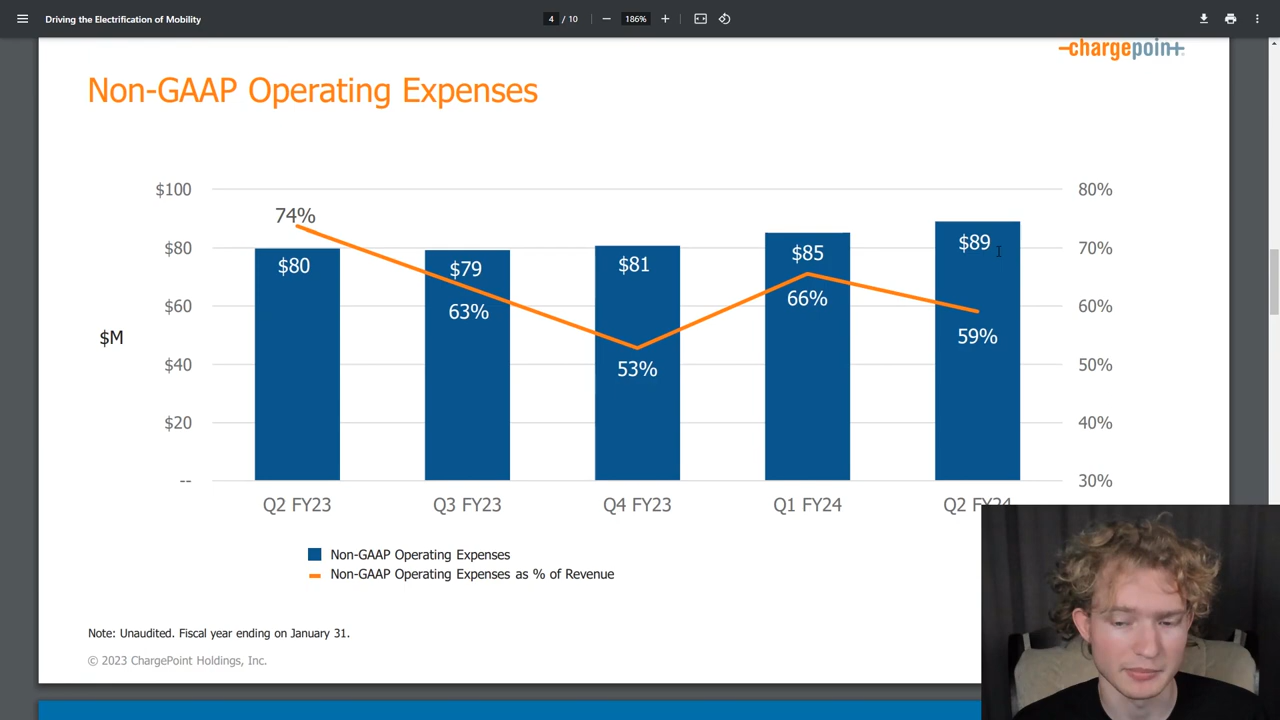 Driving the Electrification of Mobility
4 / 10
186%
-chargepoin+
Non-GAAP Operating Expenses
$100
80%
74%
$80
$80
$79
$81
$85
$89
70%
$60
63%
53%
66%
59%
60%
$M
$40
50%
$20
40%
--
30%
Q2 FY23
Q3 FY23
Q4 FY23
Q1 FY24
Q2 FY24
Non-GAAP Operating Expenses
Non-GAAP Operating Expenses as % of Revenue
Note: Unaudited. Fiscal year ending on January 31.
© 2023 ChargePoint Holdings, Inc.